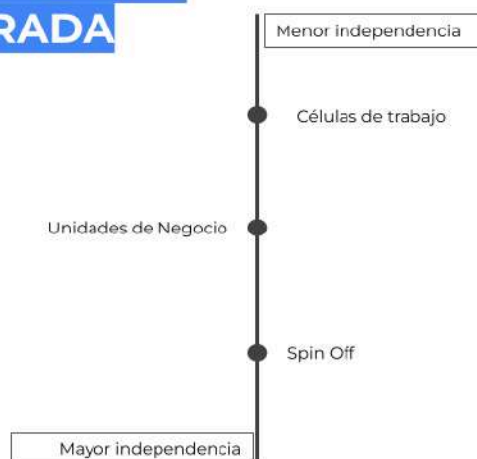 RADA
Menor independencia
Células de trabajo
Unidades de Negocio
Spin Off
Mayor independencia